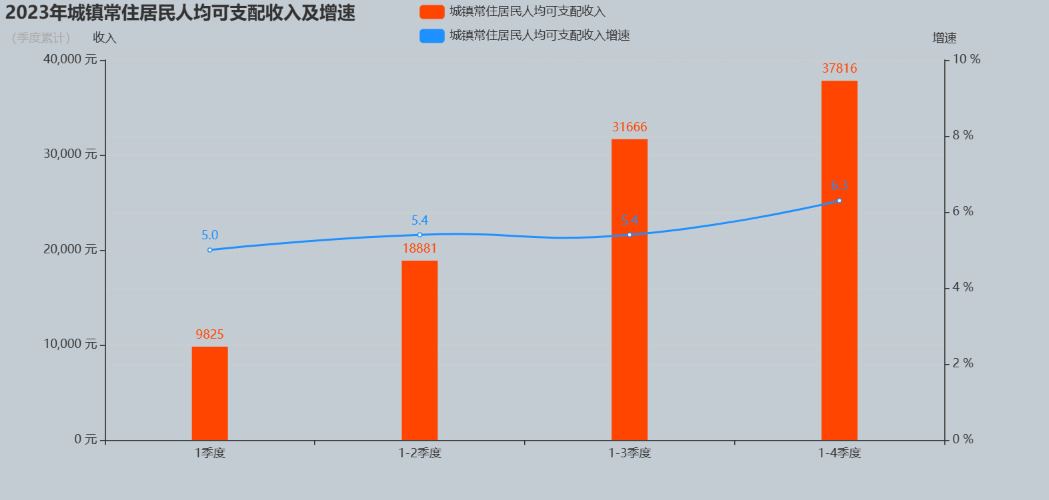 2023年城镇常住居民人均可支配收入及增速
（季度累计）
城镇常住居民人均可支配收入
城镇常住居民人均可支配收入增速
收入
增速
40,000 元
30,000 元
20,000 元
10,000 元
0 元
10 %
8 %
6 %
4 %
2 %
0 %
9825
18881
31666
37816
5.0
5.4
5.4
6.3
1季度
1-2季度
1-3季度
1-4季度